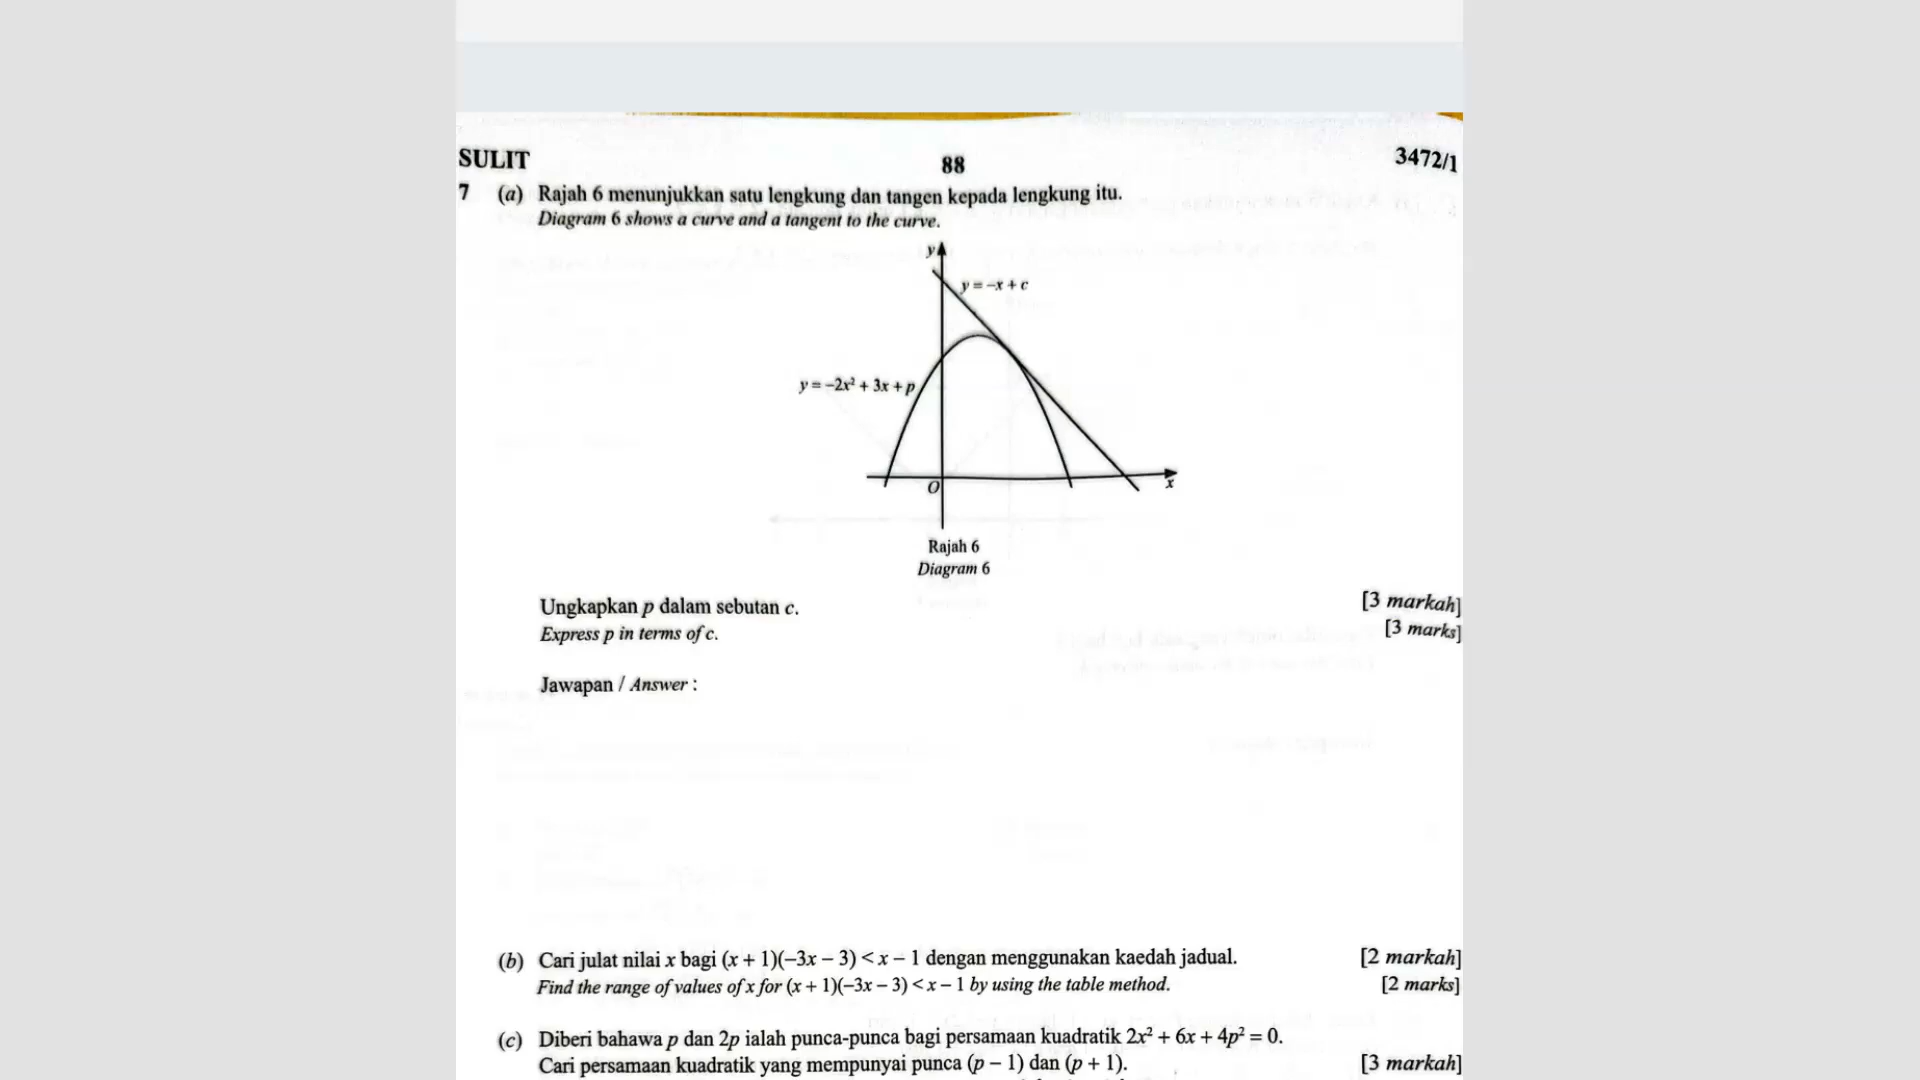 SULIT 88 3472/1
7 (a) Rajah 6 menunjukkan satu lengkung dan tangen kepada lengkung itu.
Diagram 6 shows a curve and a tangent to the curve.
y
y = –x + c
y = –2x² + 3x + p
O
x
Rajah 6
Diagram 6
Ungkapkan p dalam sebutan c. [3 markah]
Express p in terms of c. [3 marks]
Jawapan / Answer :
(b) Cari julat nilai x bagi (x + 1)(–3x – 3) < x – 1 dengan menggunakan kaedah jadual. [2 markah]
Find the range of values of x for (x + 1)(–3x – 3) < x – 1 by using the table method. [2 marks]
(c) Diberi bahawa p dan 2p ialah punca-punca bagi persamaan kuadratik 2x² + 6x + 4p² = 0.
Cari persamaan kuadratik yang mempunyai punca (p – 1) dan (p + 1). [3 markah]